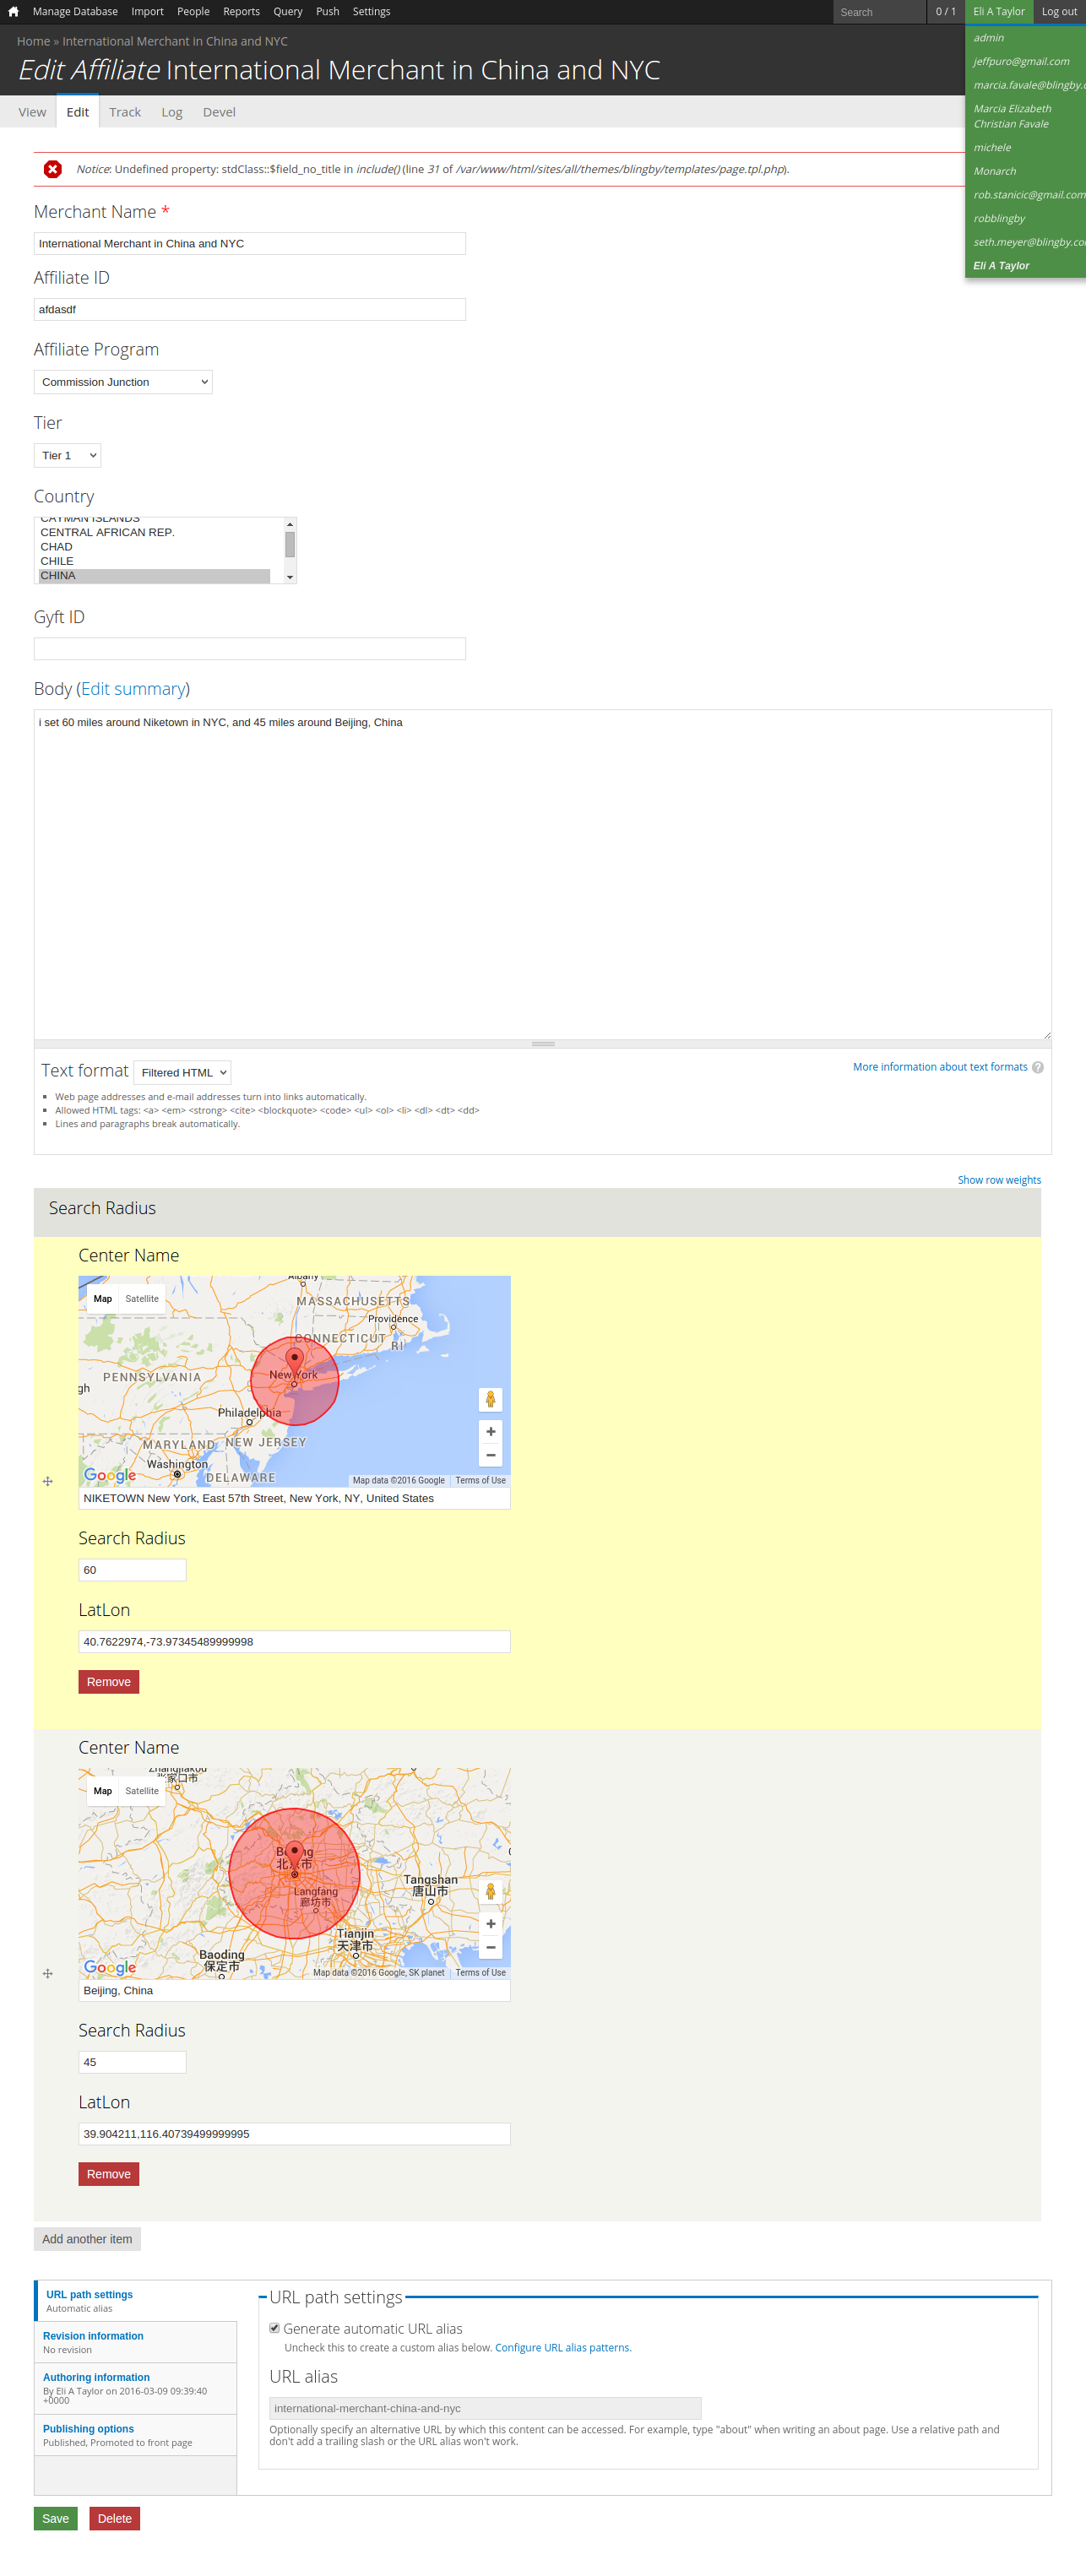 Manage Database Import People Reports Query Push Settings Search 0 / 1 Eli A Taylor Log out
admin
jeffpuro@gmail.com
marcia.favale@blingby.c
Marcia Elizabeth
Christian Favale
michele
Monarch
rob.stanicic@gmail.com
robblingby
seth.meyer@blingby.co
Eli A Taylor
Home » International Merchant in China and NYC
Edit Affiliate International Merchant in China and NYC
View Edit Track Log Devel
Notice: Undefined property: stdClass::$field_no_title in include() (line 31 of /var/www/html/sites/all/themes/blingby/templates/page.tpl.php).
Merchant Name *
International Merchant in China and NYC
Affiliate ID
afdasdf
Affiliate Program
Commission Junction
Tier
Tier 1
Country
CAYMAN ISLANDS
CENTRAL AFRICAN REP.
CHAD
CHILE
CHINA
Gyft ID
Body (Edit summary)
i set 60 miles around Niketown in NYC, and 45 miles around Beijing, China
Text format Filtered HTML
More information about text formats ?
Web page addresses and e-mail addresses turn into links automatically.
Allowed HTML tags: <a> <em> <strong> <cite> <blockquote> <code> <ul> <ol> <li> <dl> <dt> <dd>
Lines and paragraphs break automatically.
Show row weights
Search Radius
Center Name
Albany
Map Satellite
MASSACHUSETTS
Providence
CONNECTICUT
RI
PENNSYLVANIA
New York
gh
Philadelphia
MARYLAND NEW JERSEY
Washington
Google
DELAWARE
Map data ©2016 Google Terms of Use
NIKETOWN New York, East 57th Street, New York, NY, United States
Search Radius
60
LatLon
40.7622974,-73.97345489999998
Remove
Center Name
Zhangjiakou
张家口市
Map Satellite
Beijing
北京市
Tangshan
唐山市
Langfang
廊坊市
Tianjin
天津市
Baoding
保定市
Google
Map data ©2016 Google, SK planet Terms of Use
Beijing, China
Search Radius
45
LatLon
39.904211,116.40739499999995
Remove
Add another item
URL path settings
Automatic alias
Revision information
No revision
Authoring information
By Eli A Taylor on 2016-03-09 09:39:40
+0000
Publishing options
Published, Promoted to front page
URL path settings
Generate automatic URL alias
Uncheck this to create a custom alias below. Configure URL alias patterns.
URL alias
international-merchant-china-and-nyc
Optionally specify an alternative URL by which this content can be accessed. For example, type "about" when writing an about page. Use a relative path and
don't add a trailing slash or the URL alias won't work.
Save Delete